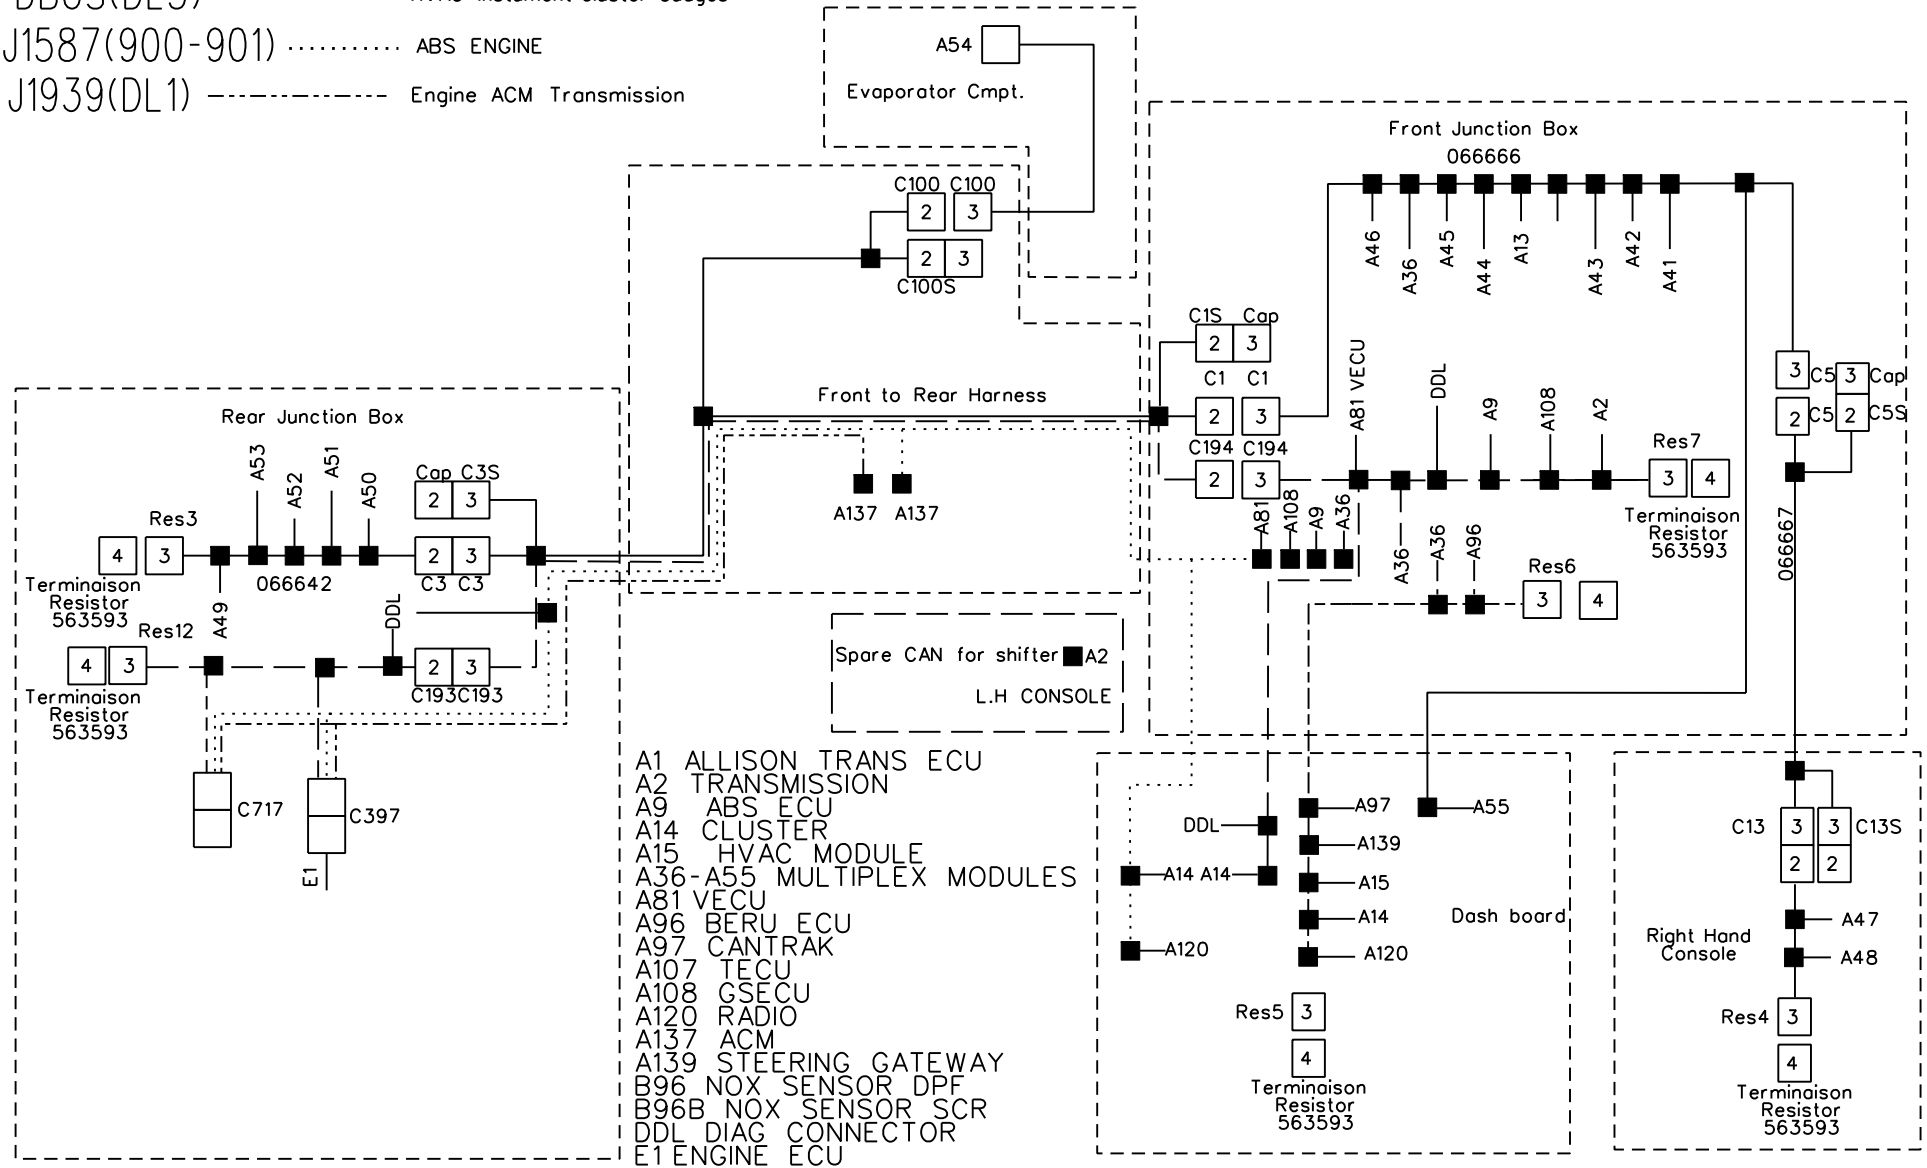 J1587(900-901) ABS ENGINE
J1939(DL1) Engine ACM Transmission
A54
Evaporator Cmpt.
Front Junction Box
066666
A46 A36 A45 A44 A13 A43 A42 A41
C100 C100
2 3
2 3
C100S
C1S Cap
2 3
C1 C1
2 3
C194 C194
2 3
A81 VECU
DDL
A9
A108
A2
Res7
3 4
Terminaison
Resistor
563593
A81 A108 A9 A36
A36
A36
A96
Res6
3 4
3 C5
2 C5
3 Cap
2 C5S
066667
Front to Rear Harness
A137 A137
Rear Junction Box
A53 A52 A51 A50
Cap C3S
2 3
Res3
4 3
2 3
C3 C3
066642
Terminaison
Resistor
563593
A49
DDL
Res12
4 3
2 3
C193 C193
Terminaison
Resistor
563593
C717
C397
E1
Spare CAN for shifter A2
L.H CONSOLE
A1 ALLISON TRANS ECU
A2 TRANSMISSION
A9 ABS ECU
A14 CLUSTER
A15 HVAC MODULE
A36-A55 MULTIPLEX MODULES
A81 VECU
A96 BERU ECU
A97 CANTRAK
A107 TECU
A108 GSECU
A120 RADIO
A137 ACM
A139 STEERING GATEWAY
B96 NOX SENSOR DPF
B96B NOX SENSOR SCR
DDL DIAG CONNECTOR
E1 ENGINE ECU
DDL
A14 A14
A120
A97
A139
A15
A14
A120
A55
Dash board
Res5 3
4
Terminaison
Resistor
563593
C13 3 3 C13S
2 2
A47
A48
Right Hand
Console
Res4 3
4
Terminaison
Resistor
563593